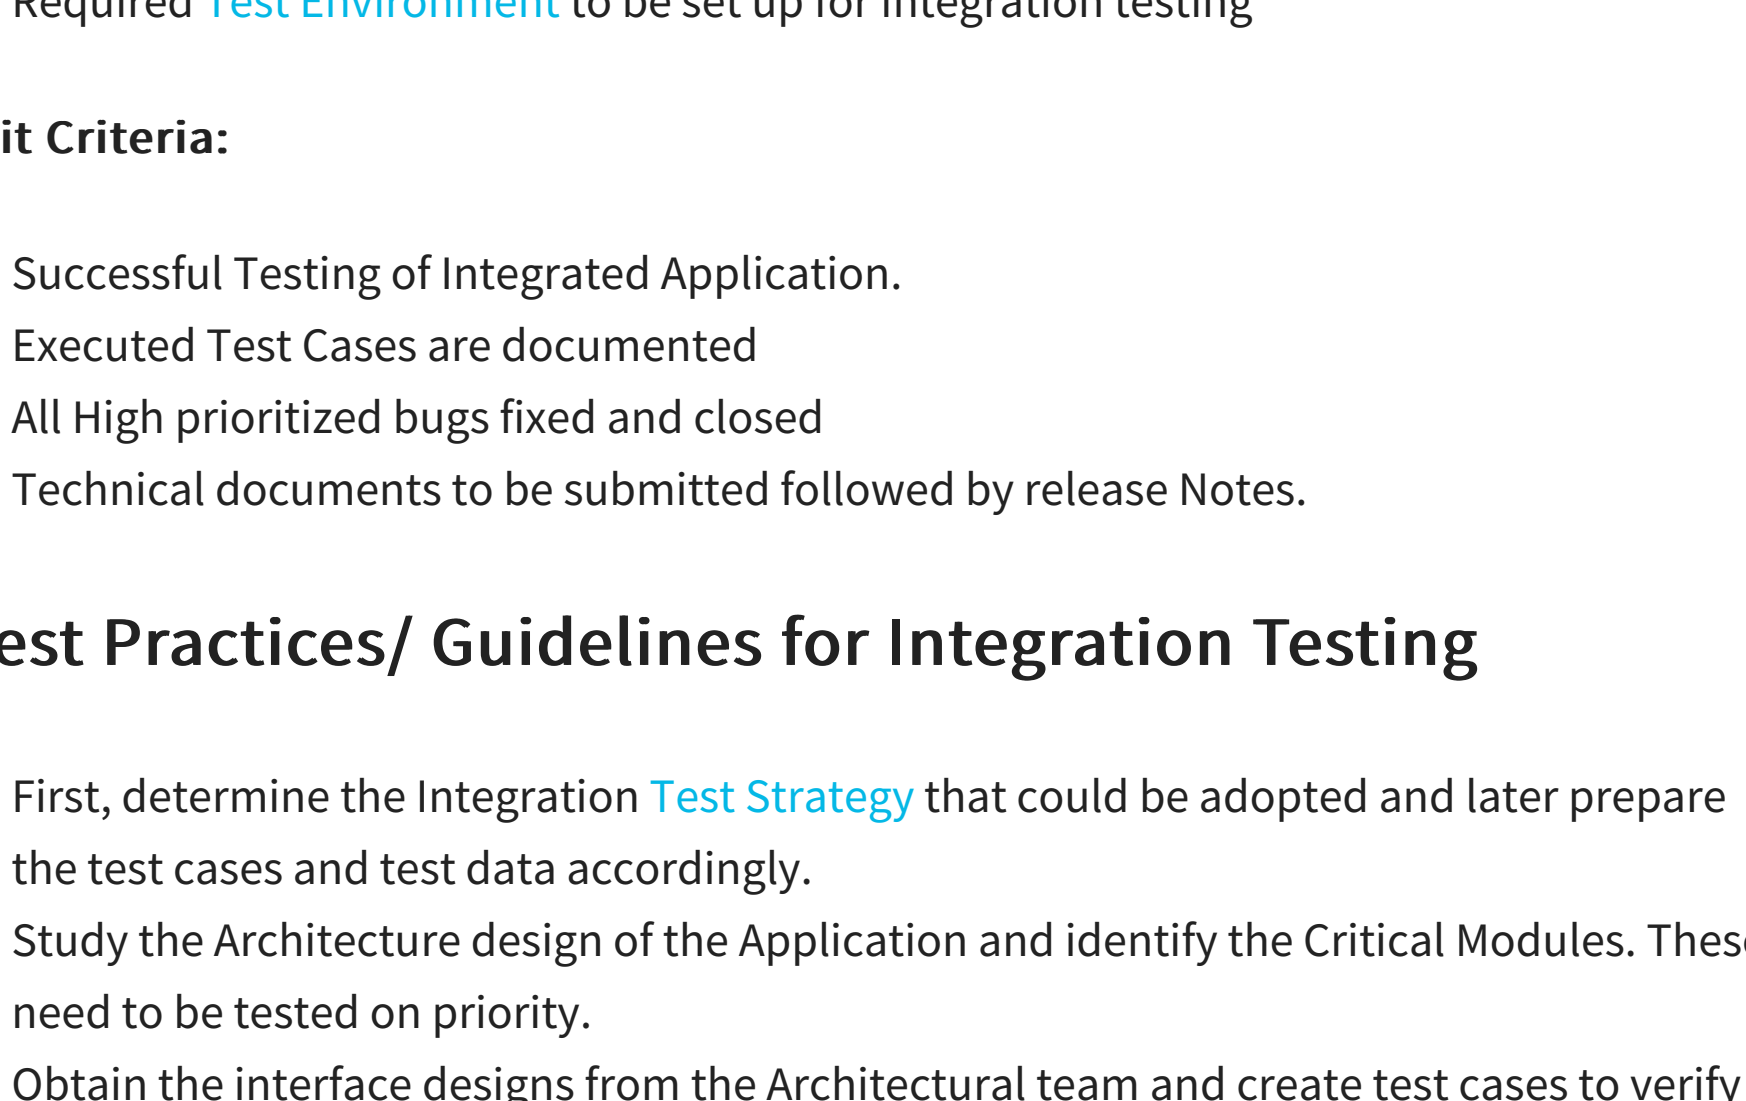 Required Test Environment to be set up for Integration testing
it Criteria:
Successful Testing of Integrated Application.
Executed Test Cases are documented
All High prioritized bugs fixed and closed
Technical documents to be submitted followed by release Notes.
est Practices/ Guidelines for Integration Testing
First, determine the Integration Test Strategy that could be adopted and later prepare
the test cases and test data accordingly.
Study the Architecture design of the Application and identify the Critical Modules. These
need to be tested on priority.
Obtain the interface designs from the Architectural team and create test cases to verify